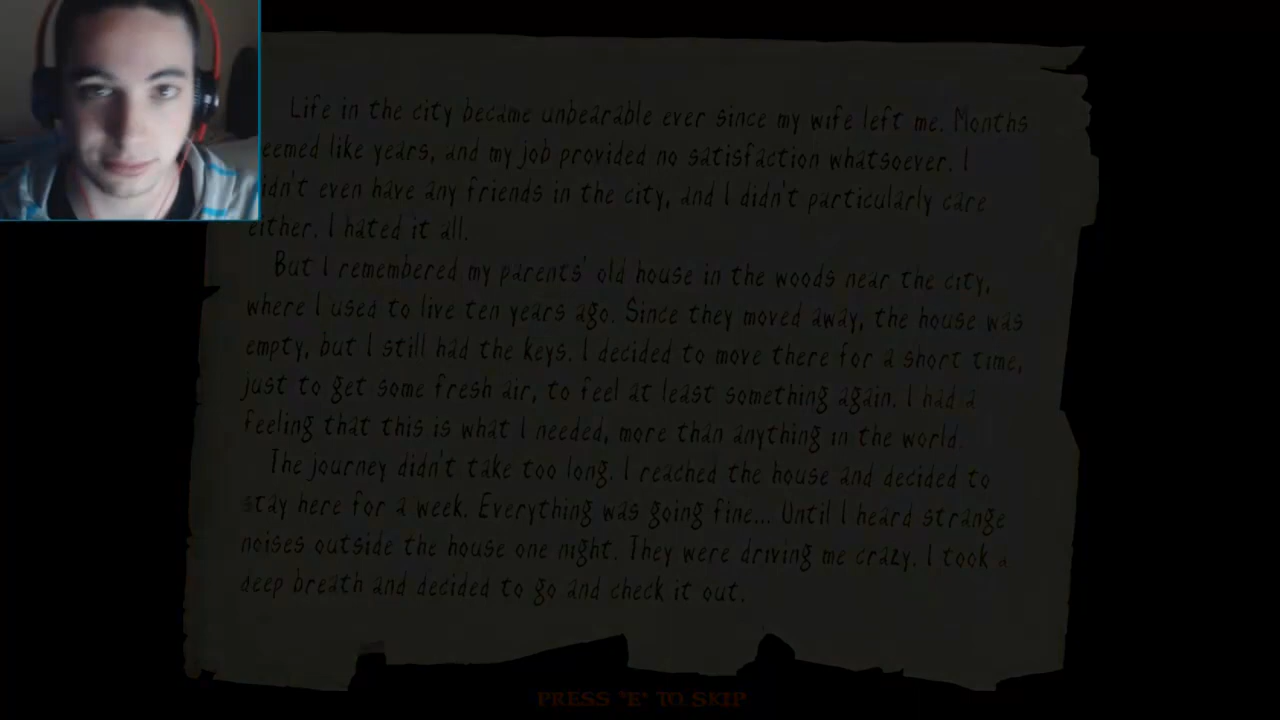 Life in the city became unbearable ever since my wife left me. Months
eemed like years, and my job provided no satisfaction whatsoever. I
idn't even have any friends in the city, and I didn't particularly care
either. I hated it all.
But I remembered my parents' old house in the woods near the city,
where I used to live ten years ago. Since they moved away, the house was
empty, but I still had the keys. I decided to move there for a short time,
just to get some fresh air, to feel at least something again. I had a
feeling that this is what I needed, more than anything in the world.
The journey didn't take too long. I reached the house and decided to
stay here for a week. Everything was going fine... Until I heard strange
noises outside the house one night. They were driving me crazy. I took a
deep breath and decided to go and check it out.
PRESS "E" TO SKIP